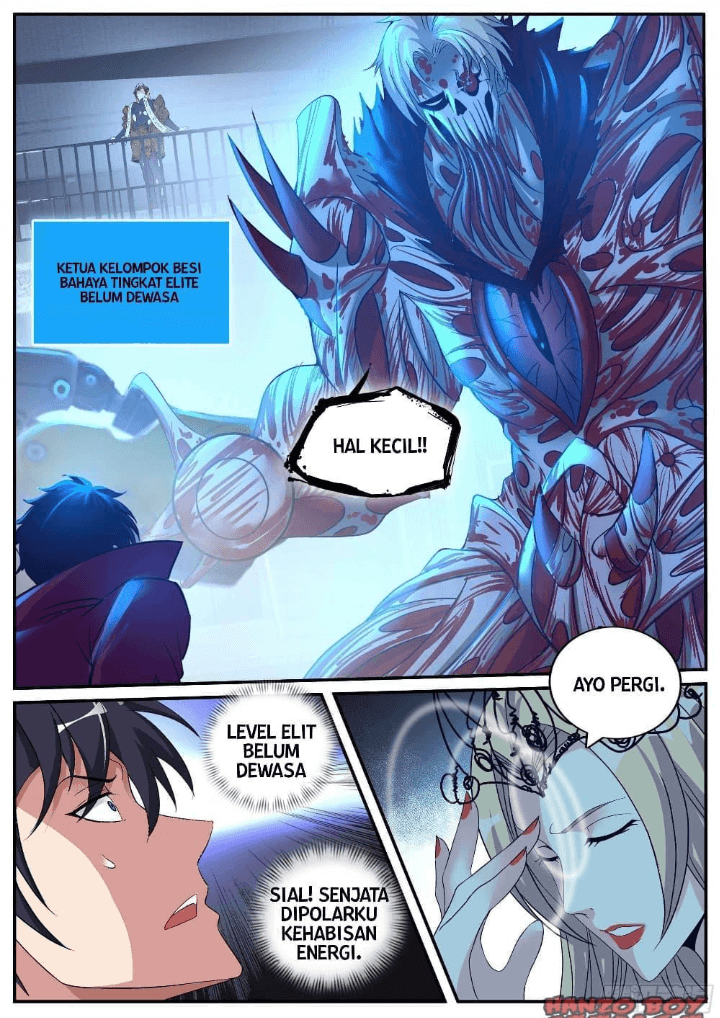 KETUA KELOMPOK BESI
BAHAYA TINGKAT ELITE
BELUM DEWASA
HAL KECIL!!
AYO PERGI.
LEVEL ELIT
BELUM
DEWASA
SIAL! SENJATA
DIPOLARKU
KEHABISAN
ENERGI.
HANZO BOY